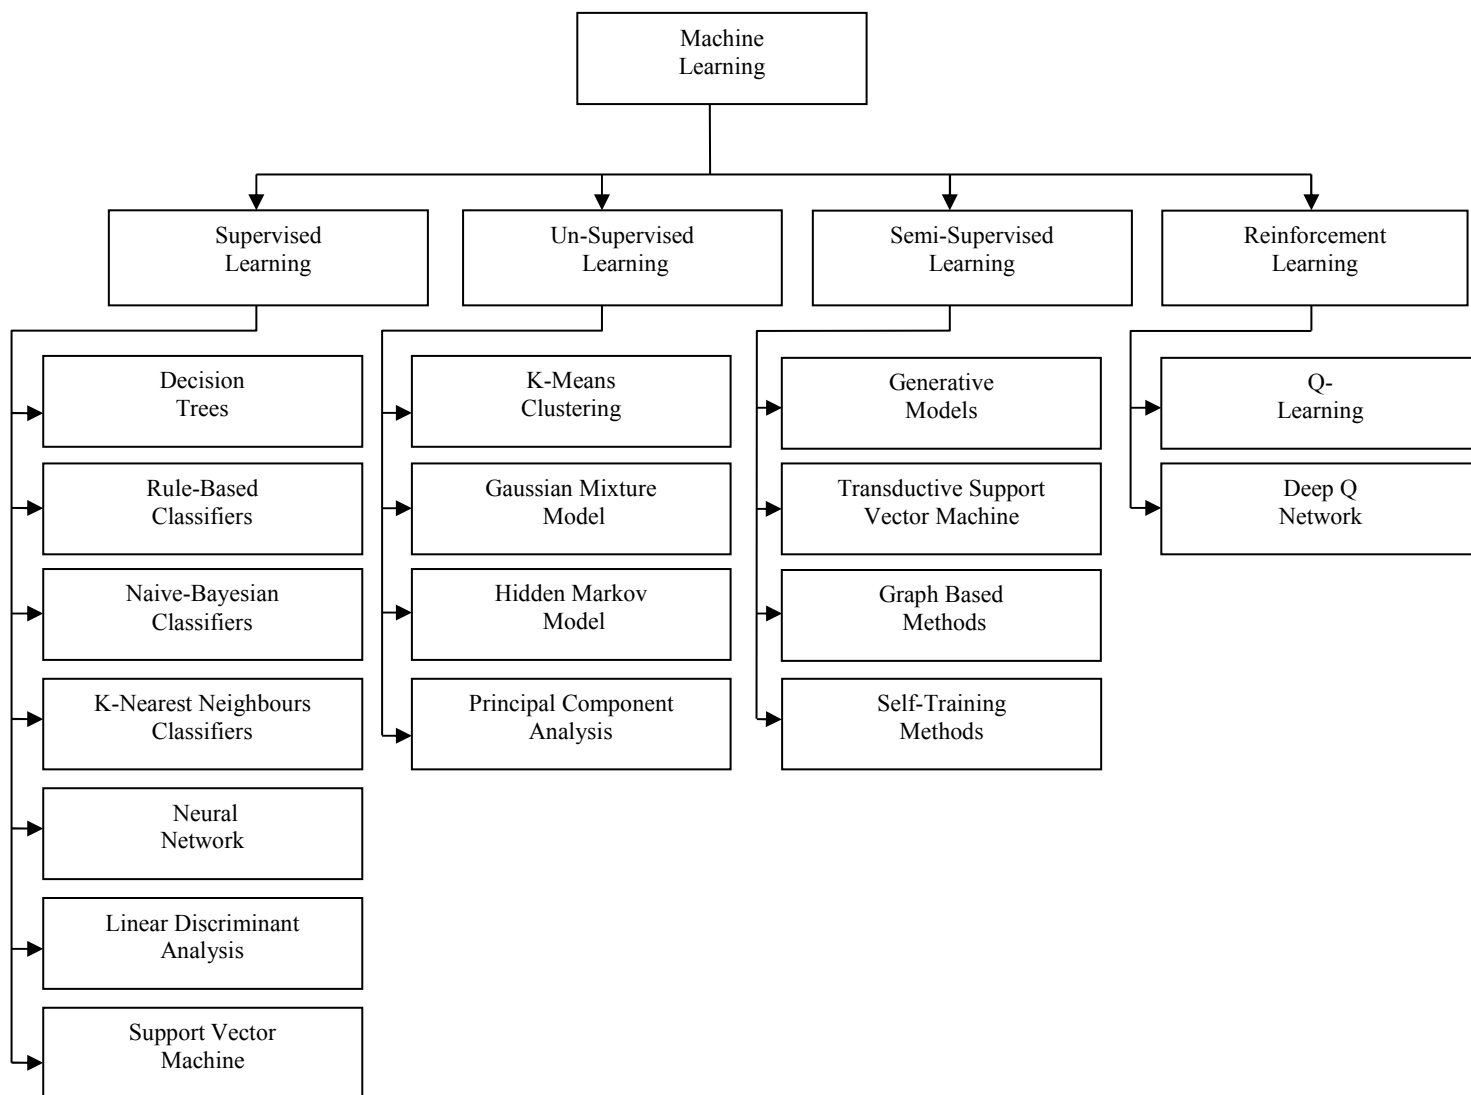 Machine
Learning
Supervised
Learning
Un-Supervised
Learning
Semi-Supervised
Learning
Reinforcement
Learning
Decision
Trees
Rule-Based
Classifiers
Naive-Bayesian
Classifiers
K-Nearest Neighbours
Classifiers
Neural
Network
Linear Discriminant
Analysis
Support Vector
Machine
K-Means
Clustering
Gaussian Mixture
Model
Hidden Markov
Model
Principal Component
Analysis
Generative
Models
Transductive Support
Vector Machine
Graph Based
Methods
Self-Training
Methods
Q-
Learning
Deep Q
Network